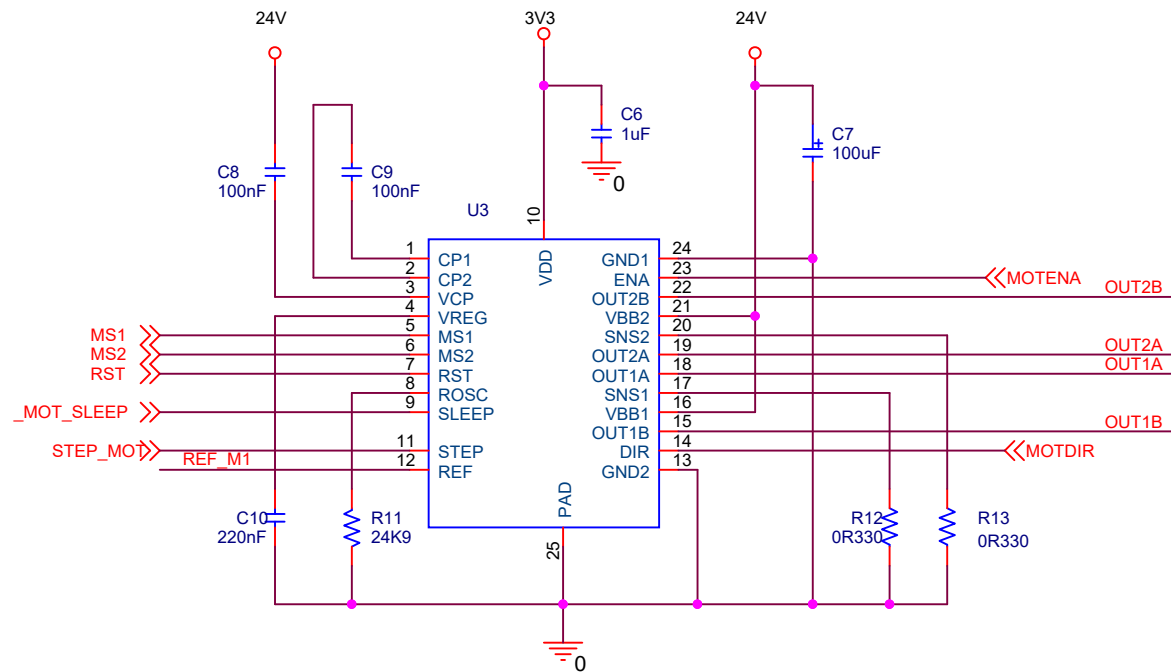 24V
3V3
24V
C6
1uF
0
C7
100uF
C8
100nF
C9
100nF
U3
10
VDD
1
CP1
2
CP2
3
VCP
4
VREG
5
MS1
6
MS2
7
RST
8
ROSC
9
SLEEP
11
STEP
12
REF
24
GND1
23
ENA
22
OUT2B
21
VBB2
20
SNS2
19
OUT2A
18
OUT1A
17
SNS1
16
VBB1
15
OUT1B
14
DIR
13
GND2
PAD
25
MS1
MS2
RST
_MOT_SLEEP
STEP_MOT
REF_M1
MOTENA
OUT2B
OUT2A
OUT1A
OUT1B
MOTDIR
C10
220nF
R11
24K9
R12
0R330
R13
0R330
0